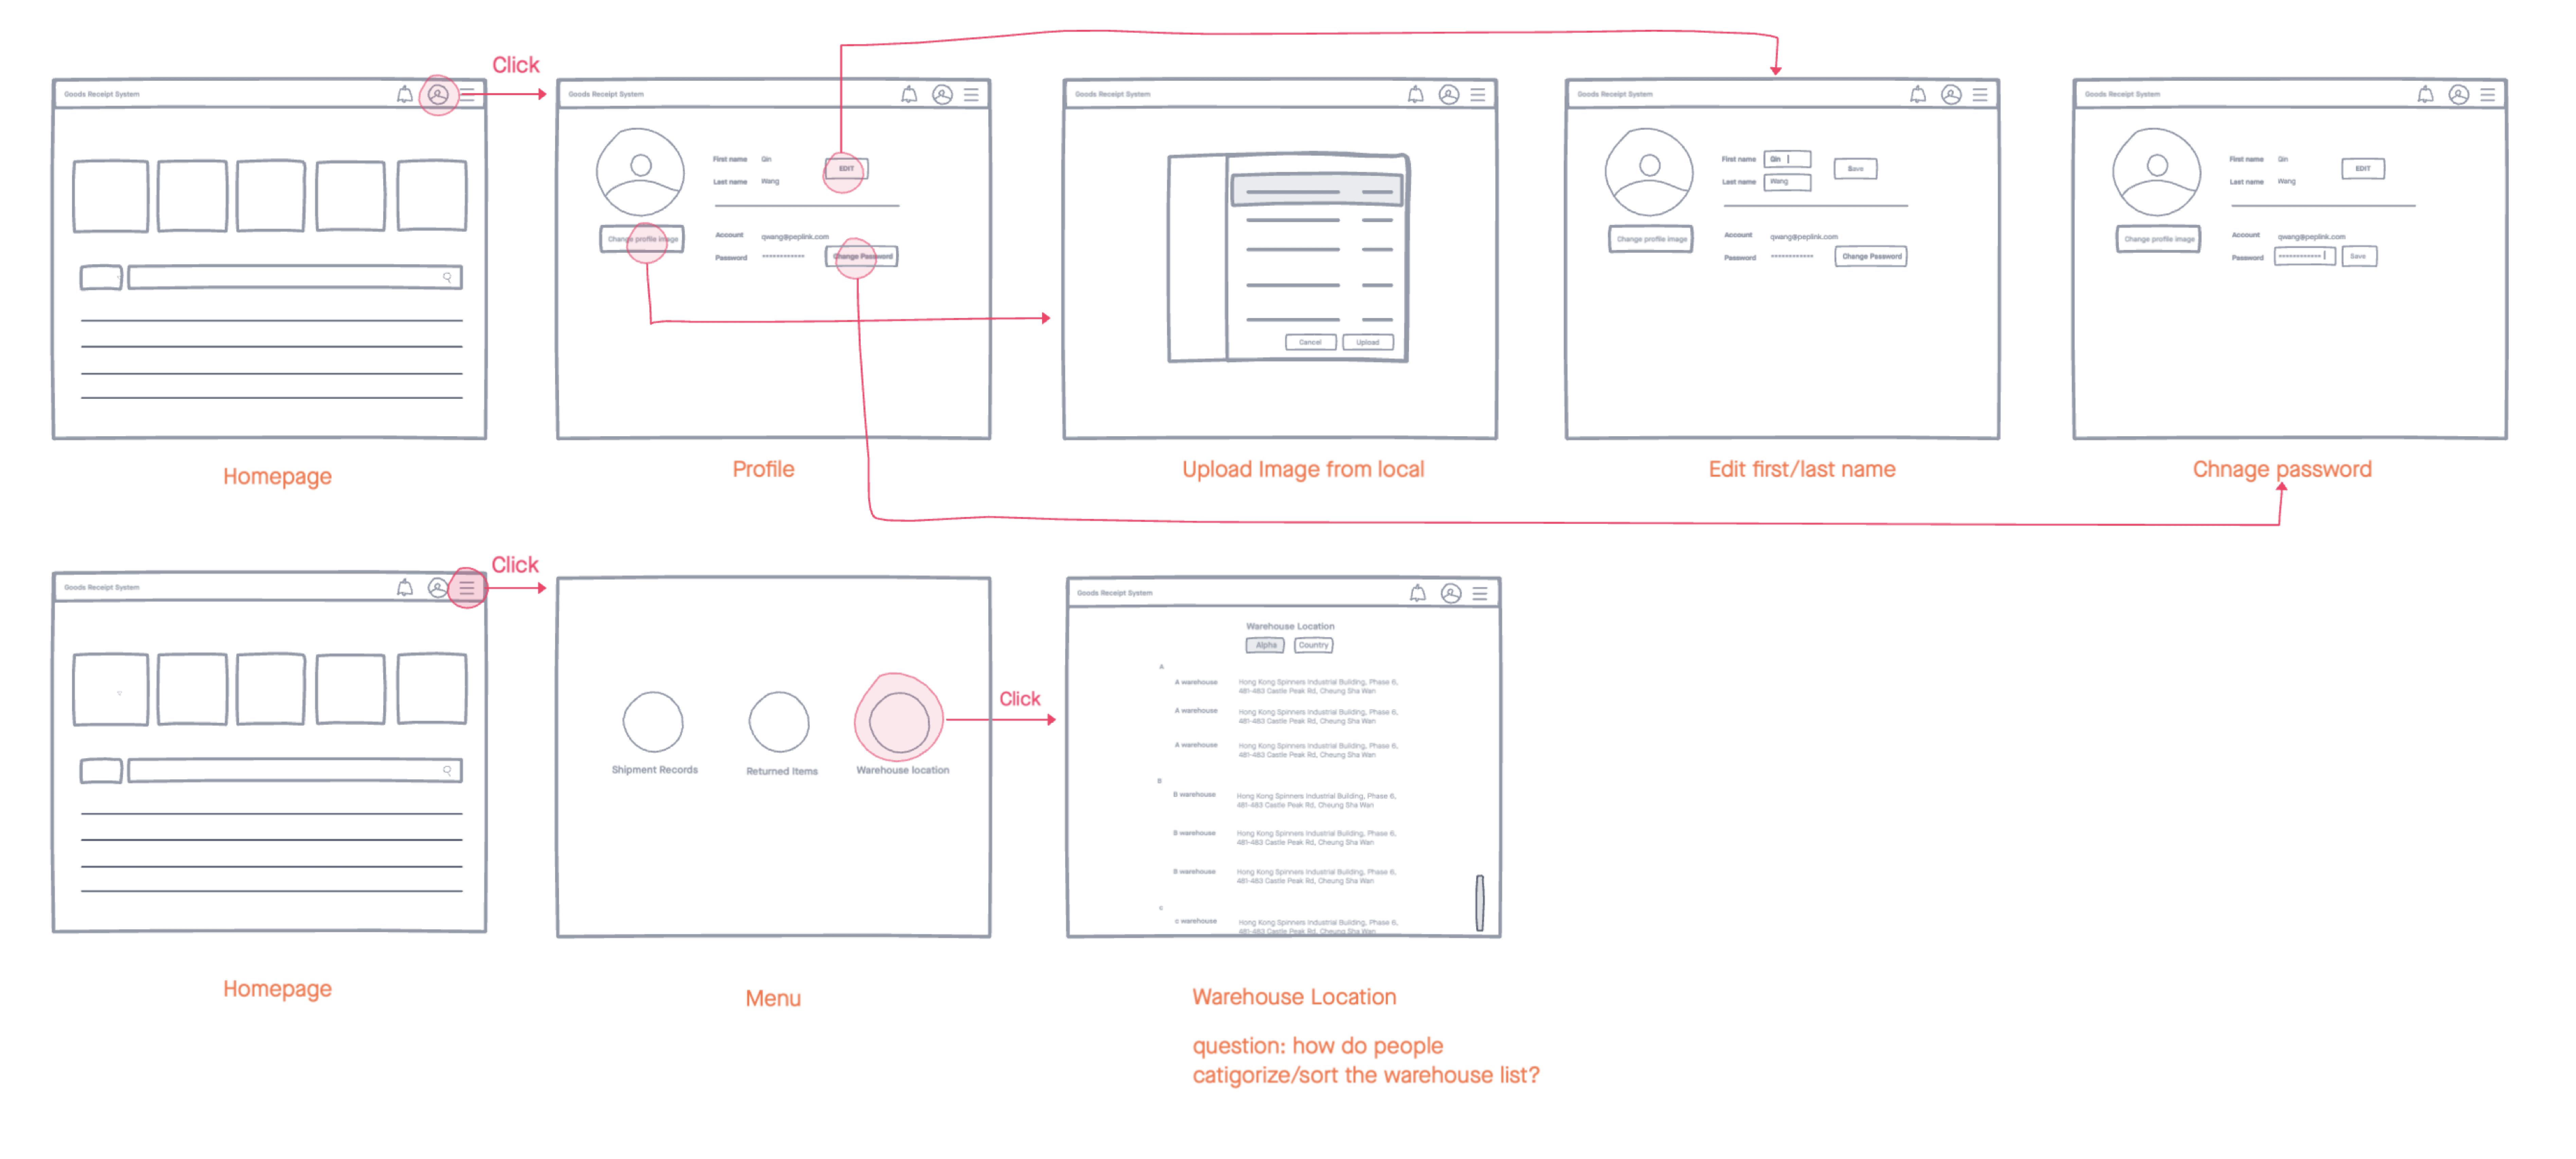 Click
Goods Receipt System
Homepage
Goods Receipt System
First name Qin
EDIT
Last name Wang
Change profile image
Account qwang@peplink.com
Password ••••••••••••
Change Password
Profile
Goods Receipt System
Cancel
Upload
Upload Image from local
Goods Receipt System
First name Qin
Save
Last name Wang
Change profile image
Account qwang@peplink.com
Password ••••••••••••
Change Password
Edit first/last name
Goods Receipt System
First name Qin
EDIT
Last name Wang
Change profile image
Account qwang@peplink.com
Password ••••••••••••
Save
Chnage password
Click
Goods Receipt System
Homepage
Shipment Records
Returned Items
Warehouse location
Menu
Click
Goods Receipt System
Warehouse Location
Alpha
Country
A
A warehouse Hong Kong Spinners Industrial Building, Phase 6,
481-483 Castle Peak Rd, Cheung Sha Wan
A warehouse Hong Kong Spinners Industrial Building, Phase 6,
481-483 Castle Peak Rd, Cheung Sha Wan
A warehouse Hong Kong Spinners Industrial Building, Phase 6,
481-483 Castle Peak Rd, Cheung Sha Wan
B
B warehouse Hong Kong Spinners Industrial Building, Phase 6,
481-483 Castle Peak Rd, Cheung Sha Wan
B warehouse Hong Kong Spinners Industrial Building, Phase 6,
481-483 Castle Peak Rd, Cheung Sha Wan
B warehouse Hong Kong Spinners Industrial Building, Phase 6,
481-483 Castle Peak Rd, Cheung Sha Wan
c
c warehouse Hong Kong Spinners Industrial Building, Phase 6,
481-483 Castle Peak Rd, Cheung Sha Wan
Warehouse Location
question: how do people
catigorize/sort the warehouse list?